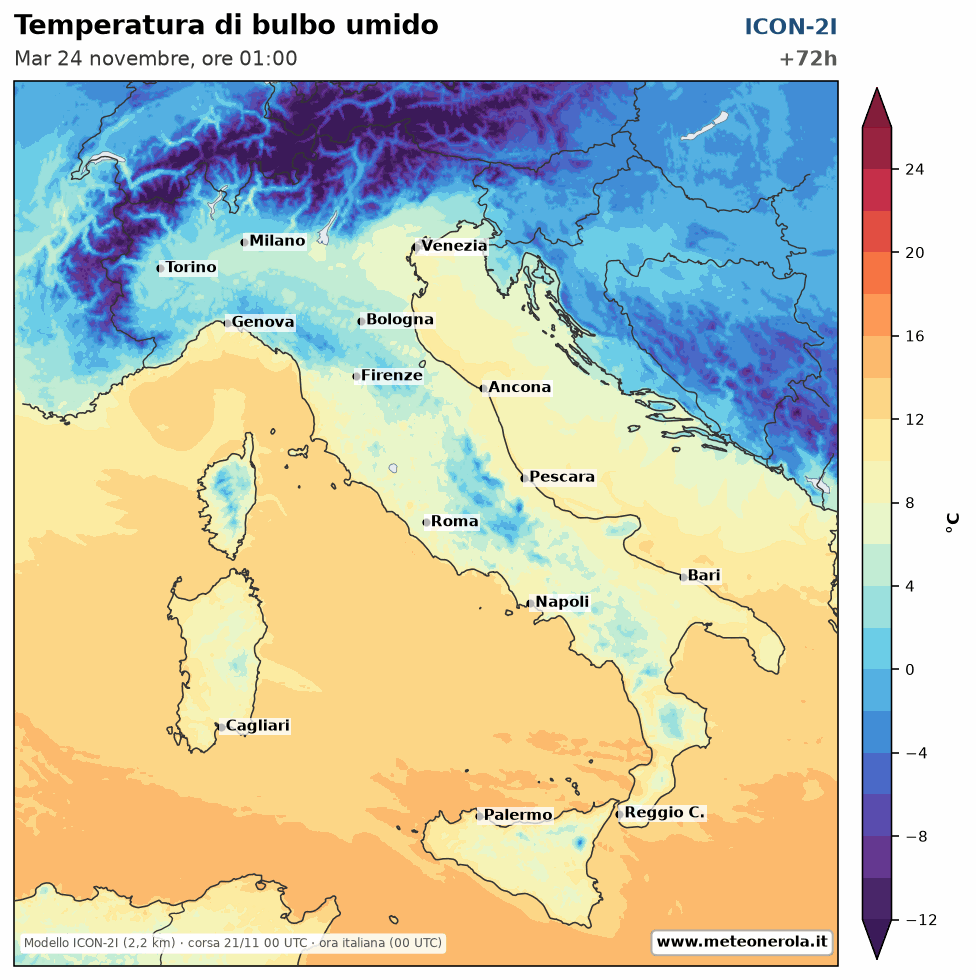 Temperatura di bulbo umido
ICON-2I
Mar 24 novembre, ore 01:00
+72h
Milano
Venezia
Torino
Genova
Bologna
Firenze
Ancona
Pescara
Roma
Bari
Napoli
Cagliari
Palermo
Reggio C.
24
20
16
12
8
4
0
−4
−8
−12
°C
Modello ICON-2I (2,2 km) · corsa 21/11 00 UTC · ora italiana (00 UTC)
www.meteonerola.it